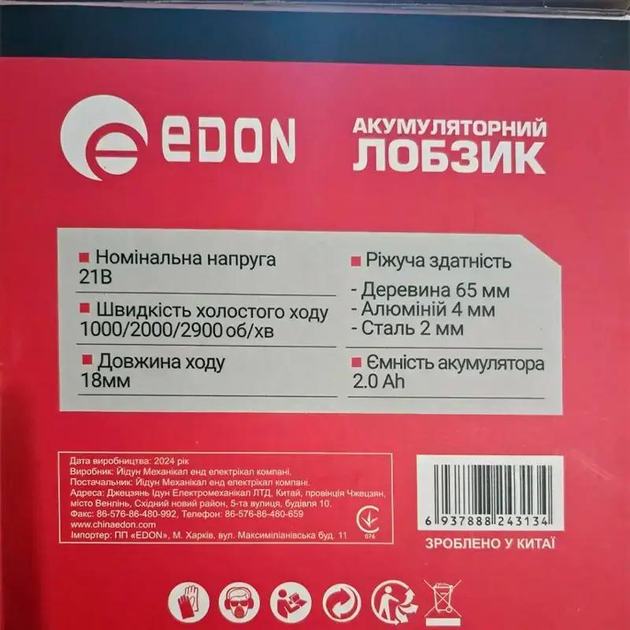 EDON
АКУМУЛЯТОРНИЙ
ЛОБЗИК
Номінальна напруга
21В
Швидкість холостого ходу
1000/2000/2900 об/хв
Довжина ходу
18мм
Ріжуча здатність
- Деревина 65 мм
- Алюміній 4 мм
- Сталь 2 мм
Ємність акумулятора
2.0 Ah
Дата виробництва: 2024 рік
Виробник: Йідун Механікал енд електрікал компані.
Постачальник: Йідун Механікал енд електрікал компані.
Адреса: Джецзянь Ідун Електромеханікал ЛТД, Китай, провінція Чжецзян,
місто Венлінь, Східний новий район, 5-та вулиця, будівля 10.
Факс: 86-576-86-480-992, Телефон: 86-576-86-480-659
www.chinaedon.com
Імпортер: ПП «EDON», М. Харків, вул. Максиміліанівська буд. 11
6 937888 243134
ЗРОБЛЕНО У КИТАЇ